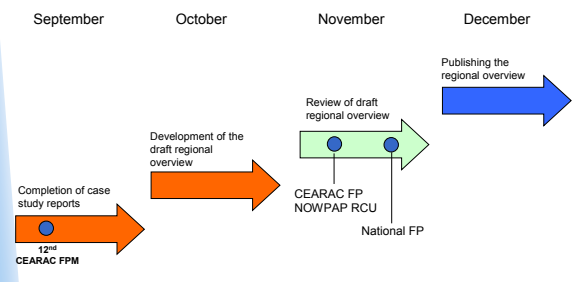 September
October
November
December
Publishing the
regional overview
Review of draft
regional overview
Development of the
draft regional
overview
CEARAC FP
NOWPAP RCU
National FP
Completion of case
study reports
12nd
CEARAC FPM